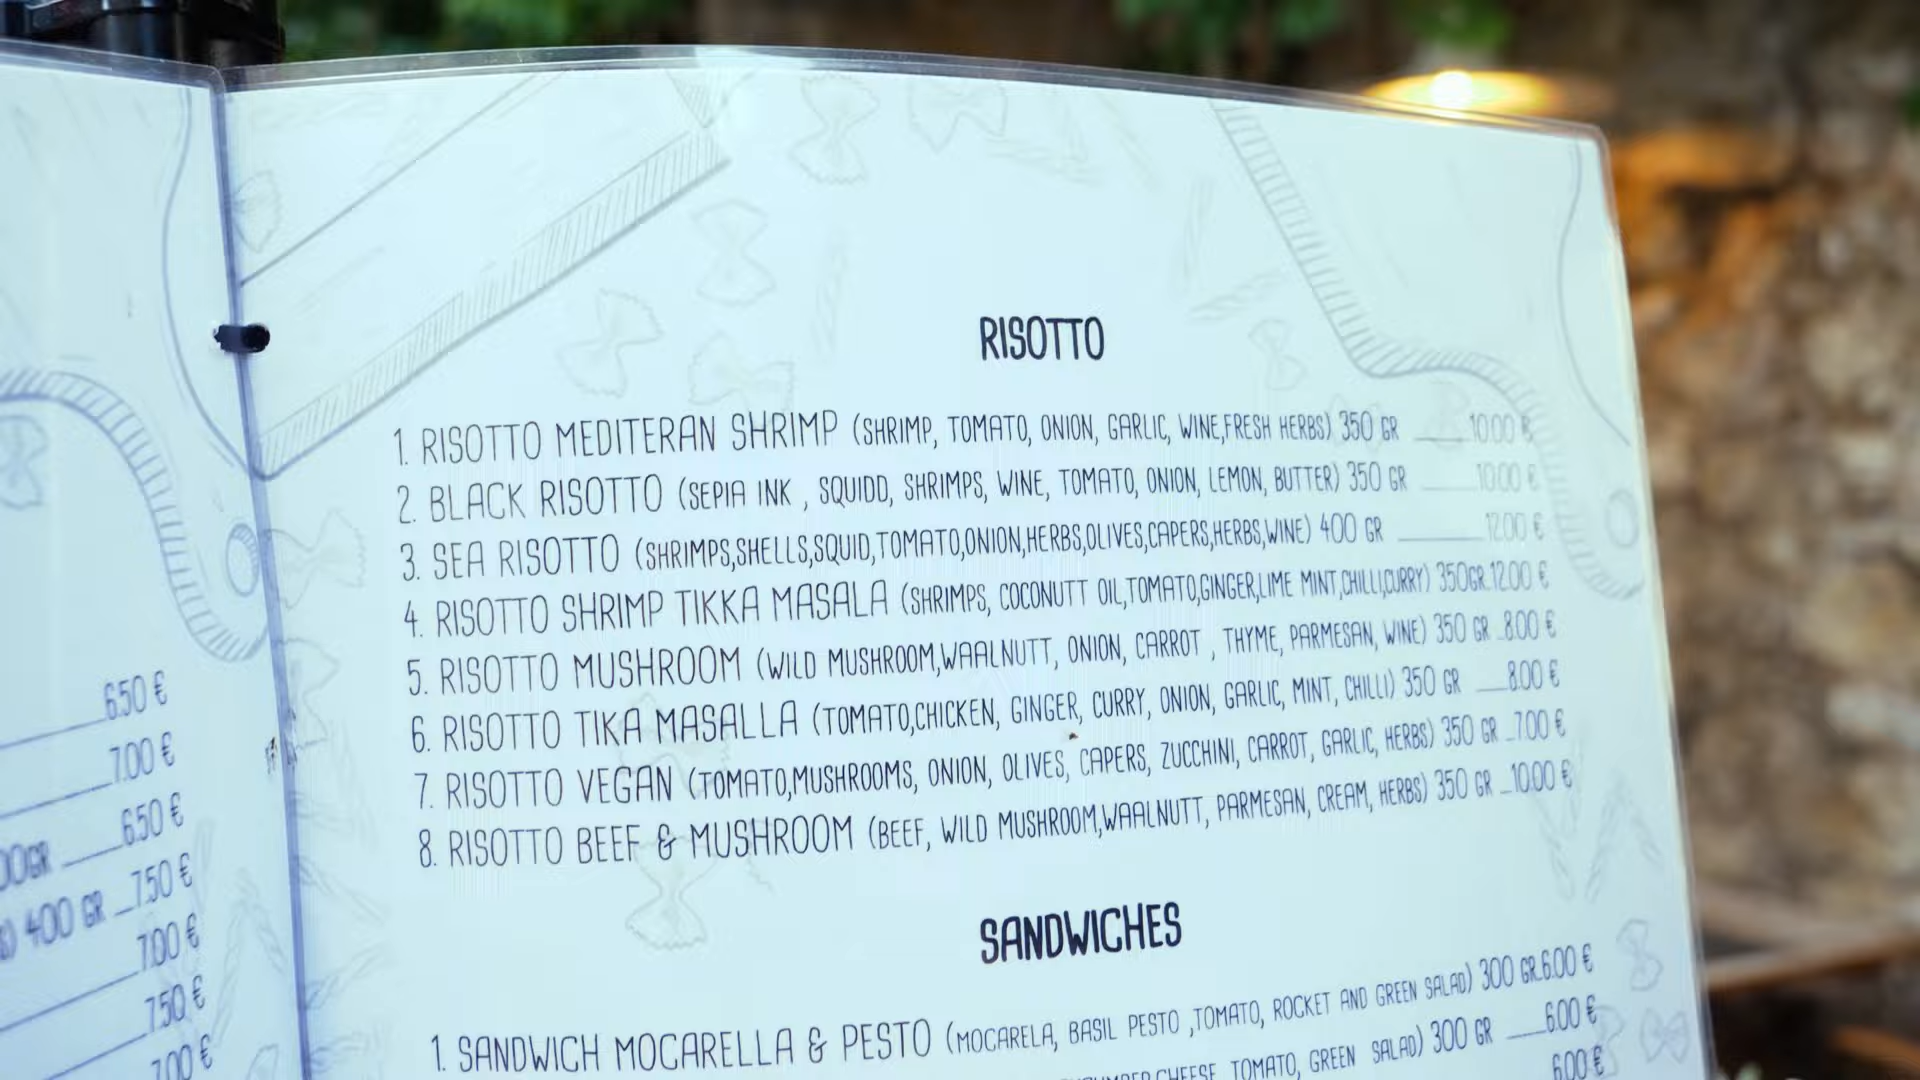 6.50 €
7.00 €
6.50 €
400 GR 7.50 €
7.00 €
7.50 €
7.00 €
RISOTTO
1. RISOTTO MEDITERAN SHRIMP (SHRIMP, TOMATO, ONION, GARLIC, WINE,FRESH HERBS) 350 GR 10.00 €
2. BLACK RISOTTO (SEPIA INK , SQUIDD, SHRIMPS, WINE, TOMATO, ONION, LEMON, BUTTER) 350 GR 10.00 €
3. SEA RISOTTO (SHRIMPS,SHELLS,SQUID,TOMATO,ONION,HERBS,OLIVES,CAPERS,HERBS,WINE) 400 GR 12.00 €
4. RISOTTO SHRIMP TIKKA MASALA (SHRIMPS, COCONUTT OIL,TOMATO,GINGER,LIME MINT,CHILLI,CURRY) 350GR.12.00 €
5. RISOTTO MUSHROOM (WILD MUSHROOM,WAALNUTT, ONION, CARROT , THYME, PARMESAN, WINE) 350 GR 8.00 €
6. RISOTTO TIKA MASALLA (TOMATO,CHICKEN, GINGER, CURRY, ONION, GARLIC, MINT, CHILLI) 350 GR 8.00 €
7. RISOTTO VEGAN (TOMATO,MUSHROOMS, ONION, OLIVES, CAPERS, ZUCCHINI, CARROT, GARLIC, HERBS) 350 GR 7.00 €
8. RISOTTO BEEF & MUSHROOM (BEEF, WILD MUSHROOM,WAALNUTT, PARMESAN, CREAM, HERBS) 350 GR 10.00 €
SANDWICHES
1. SANDWICH MOCARELLA & PESTO (MOCARELA, BASIL PESTO ,TOMATO, ROCKET AND GREEN SALAD) 300 GR.6.00 €
CHEESE, TOMATO, GREEN SALAD) 300 GR 6.00 €
6.00 €